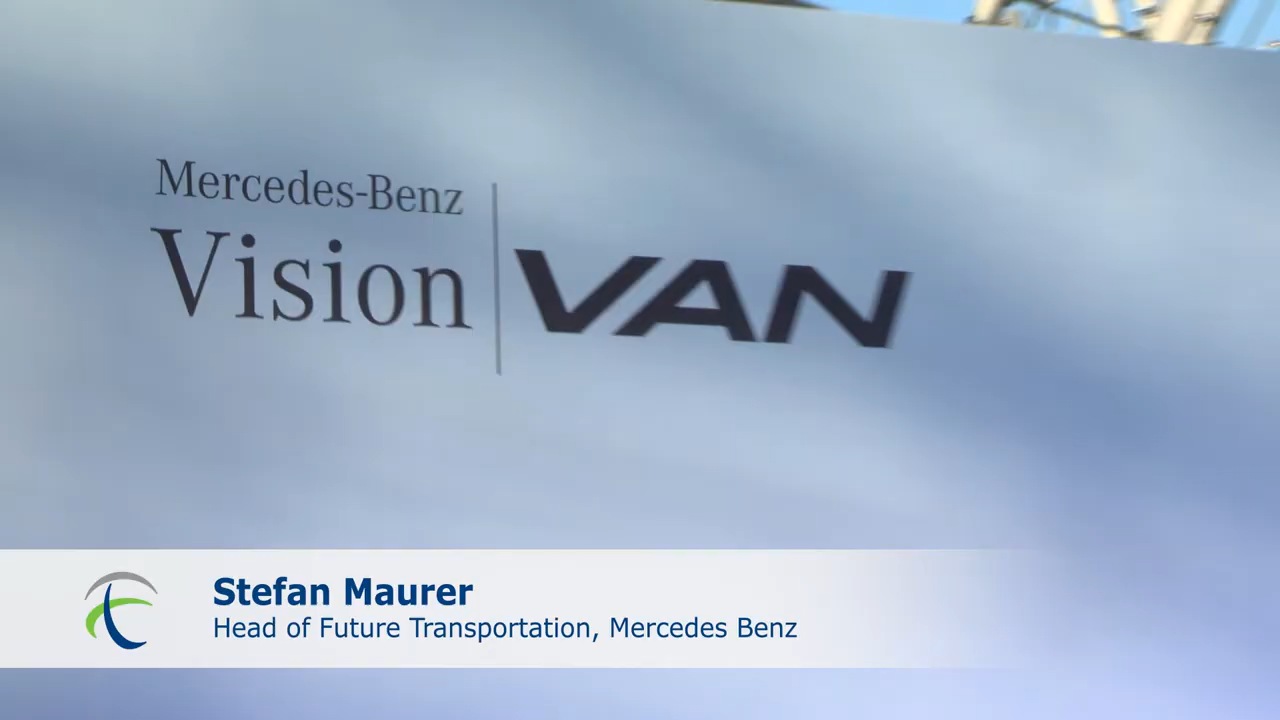 Mercedes-Benz
Vision VAN
Stefan Maurer
Head of Future Transportation, Mercedes Benz